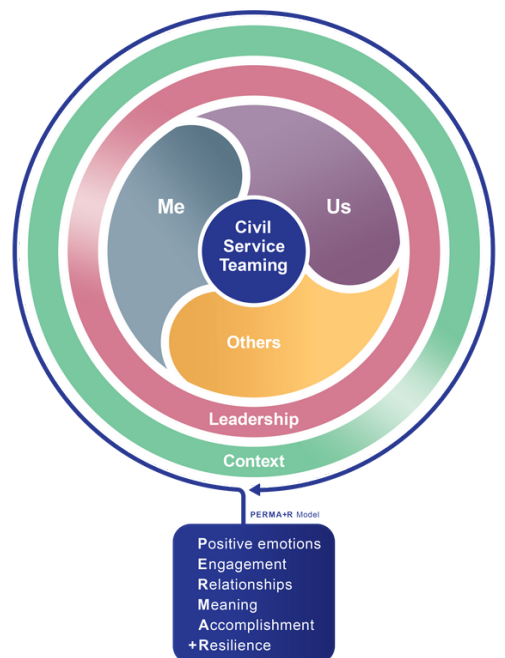 Me
Us
Civil
Service
Teaming
Others
Leadership
Context
PERMA+R Model
Positive emotions
Engagement
Relationships
Meaning
Accomplishment
+Resilience